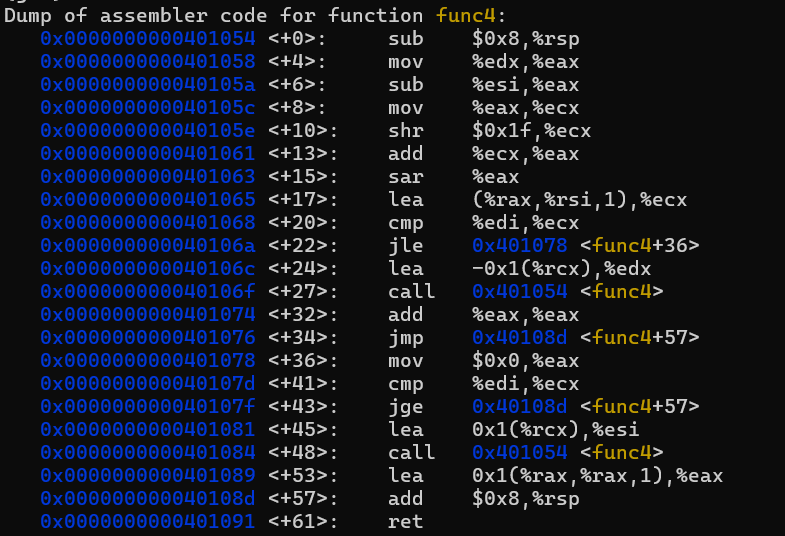 Dump of assembler code for function func4:
0x0000000000401054 <+0>: sub $0x8,%rsp
0x0000000000401058 <+4>: mov %edx,%eax
0x000000000040105a <+6>: sub %esi,%eax
0x000000000040105c <+8>: mov %eax,%ecx
0x000000000040105e <+10>: shr $0x1f,%ecx
0x0000000000401061 <+13>: add %ecx,%eax
0x0000000000401063 <+15>: sar %eax
0x0000000000401065 <+17>: lea (%rax,%rsi,1),%ecx
0x0000000000401068 <+20>: cmp %edi,%ecx
0x000000000040106a <+22>: jle 0x401078 <func4+36>
0x000000000040106c <+24>: lea -0x1(%rcx),%edx
0x000000000040106f <+27>: call 0x401054 <func4>
0x0000000000401074 <+32>: add %eax,%eax
0x0000000000401076 <+34>: jmp 0x40108d <func4+57>
0x0000000000401078 <+36>: mov $0x0,%eax
0x000000000040107d <+41>: cmp %edi,%ecx
0x000000000040107f <+43>: jge 0x40108d <func4+57>
0x0000000000401081 <+45>: lea 0x1(%rcx),%esi
0x0000000000401084 <+48>: call 0x401054 <func4>
0x0000000000401089 <+53>: lea 0x1(%rax,%rax,1),%eax
0x000000000040108d <+57>: add $0x8,%rsp
0x0000000000401091 <+61>: ret